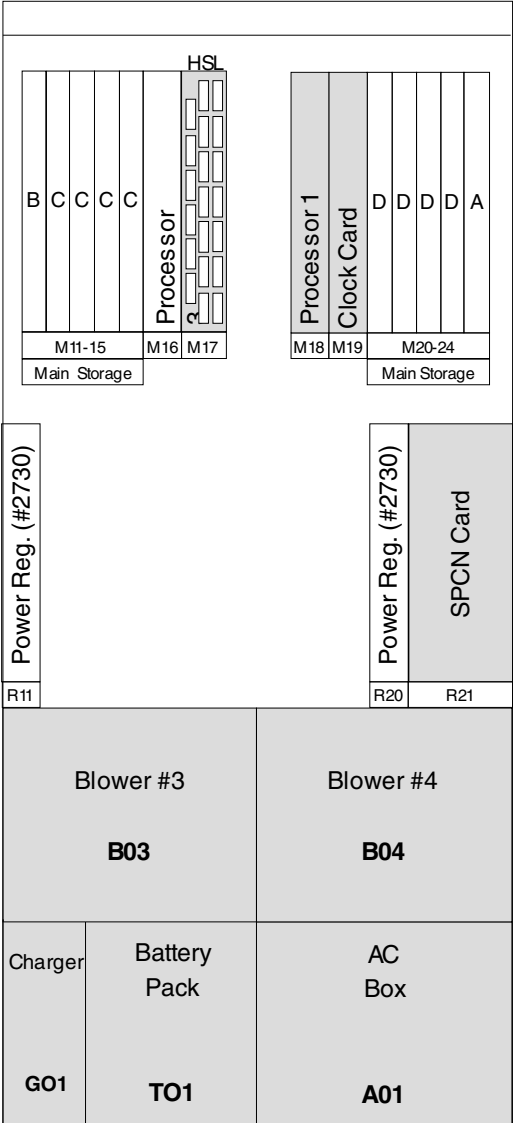 HSL
B C C C C
Processor
Processor 1
Clock Card
D D D D A
M11-15 M16 M17
M18 M19 M20-24
Main Storage
Main Storage
Power Reg. (#2730)
Power Reg. (#2730)
SPCN Card
R11
R20 R21
Blower #3
B03
Blower #4
B04
Charger
GO1
Battery
Pack
TO1
AC
Box
A01